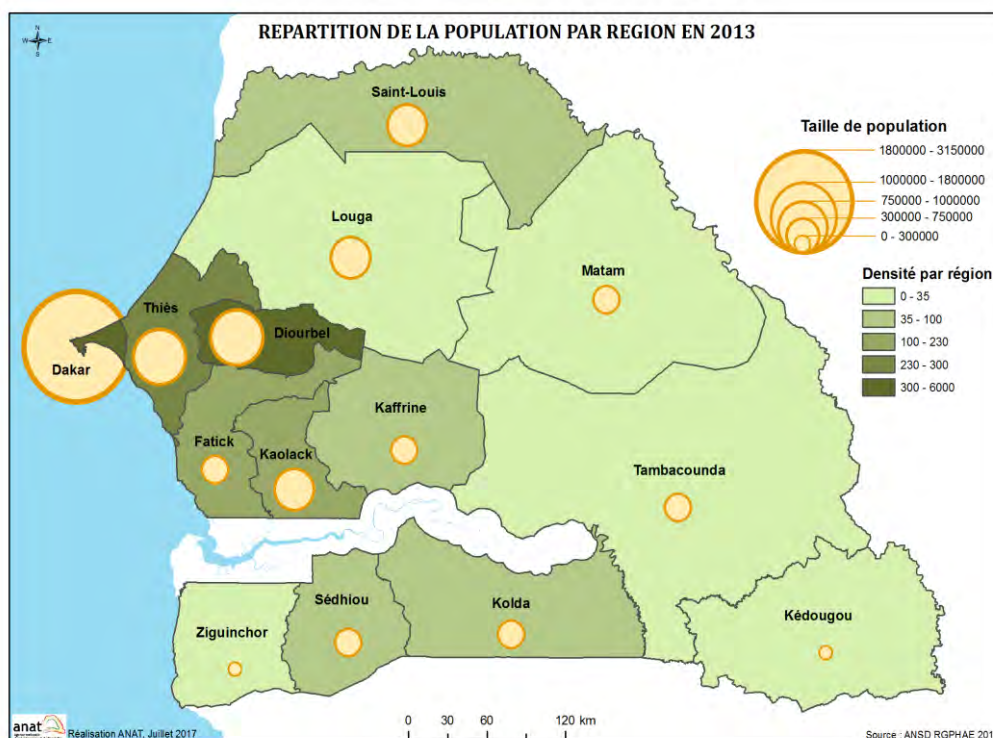 REPARTITION DE LA POPULATION PAR REGION EN 2013
N
W E
S
Saint-Louis
Taille de population
1800000 - 3150000
1000000 - 1800000
750000 - 1000000
300000 - 750000
0 - 300000
Louga
Matam
Densité par région
0 - 35
35 - 100
100 - 230
230 - 300
300 - 6000
Thiès
Diourbel
Dakar
Kaffrine
Fatick
Kaolack
Tambacounda
Sédhiou
Kolda
Kédougou
Ziguinchor
anat
0 30 60 120 km
Réalisation ANAT, Juillet 2017
Source : ANSD RGPHAE 201